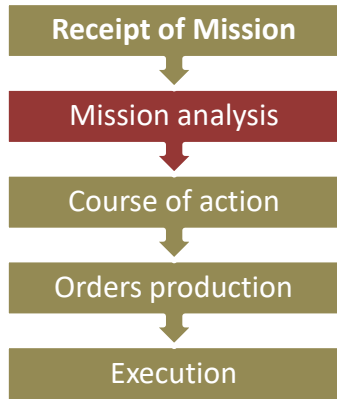 Receipt of Mission
Mission analysis
Course of action
Orders production
Execution